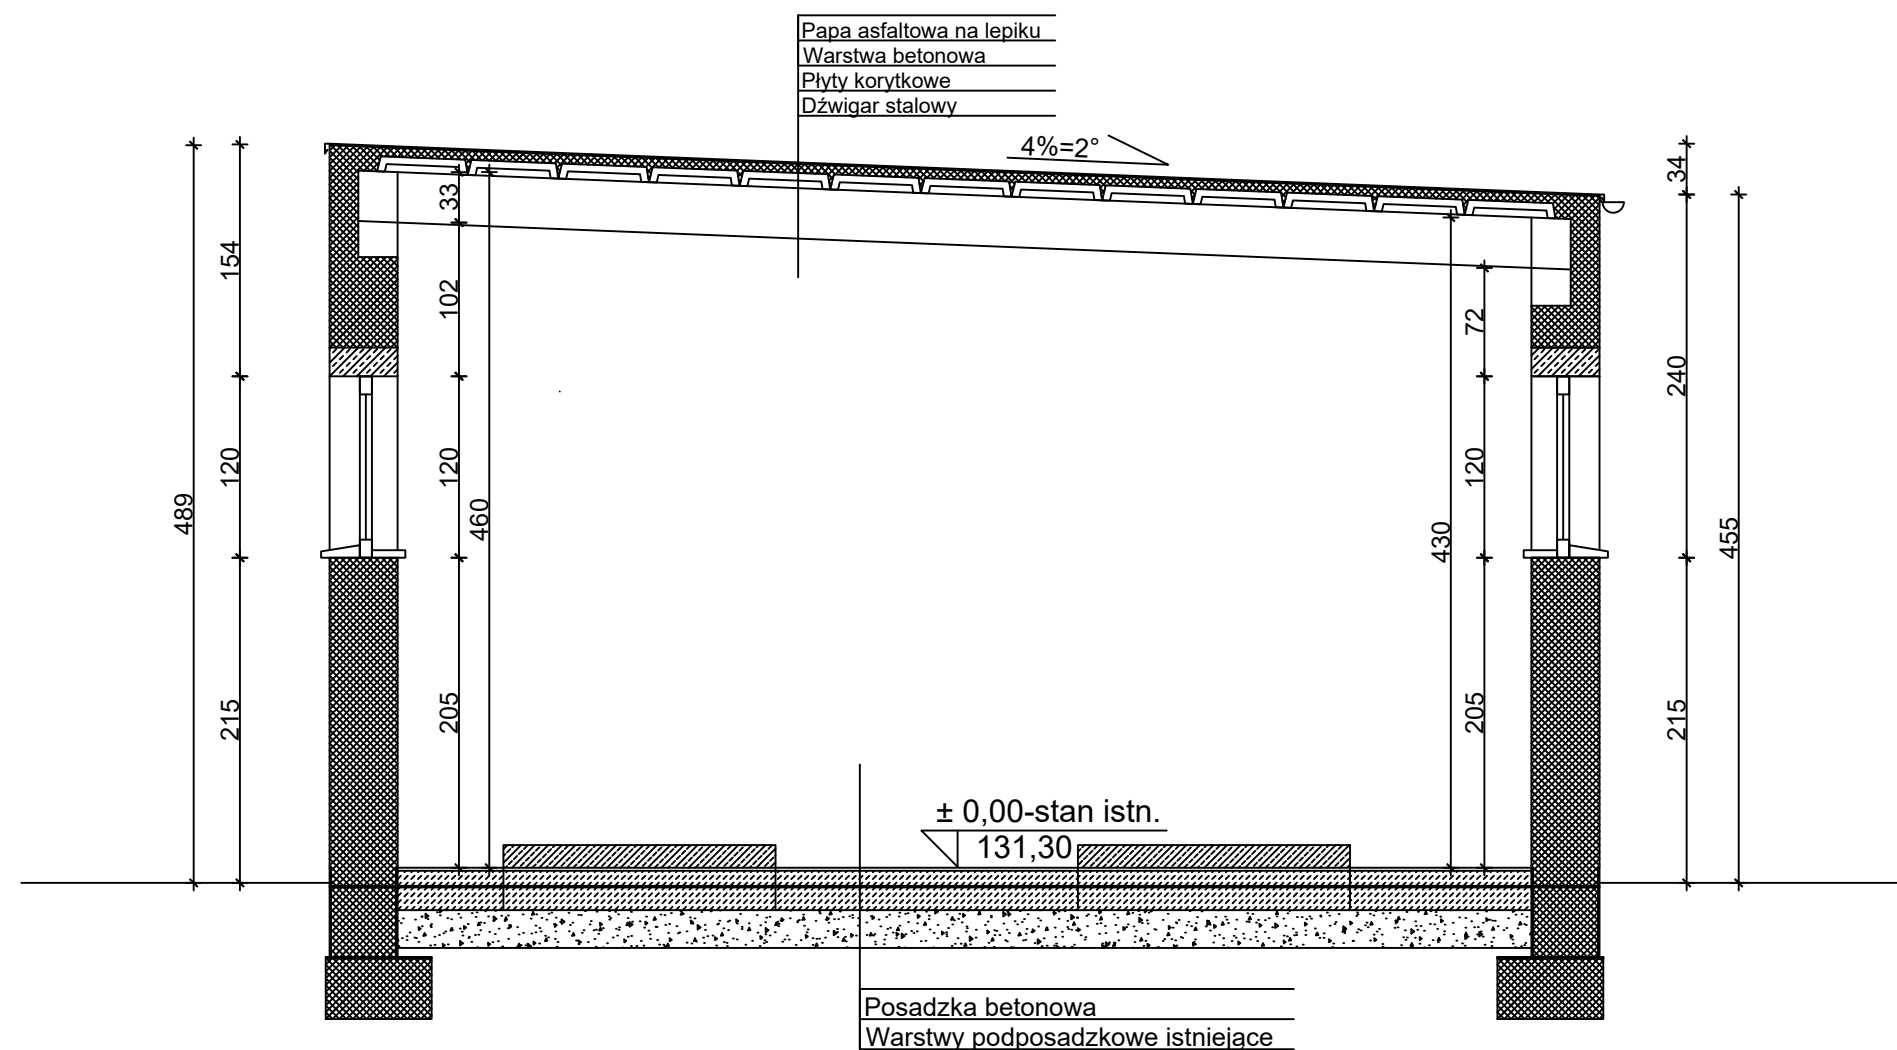 Papa asfaltowa na lepiku
Warstwa betonowa
Płyty korytkowe
Dźwigar stalowy
4%=2°
34
33
154
102
72
240
120
120
120
489
460
430
455
215
205
205
215
± 0,00-stan istn.
131,30
Posadzka betonowa
Warstwy podposadzkowe istniejące